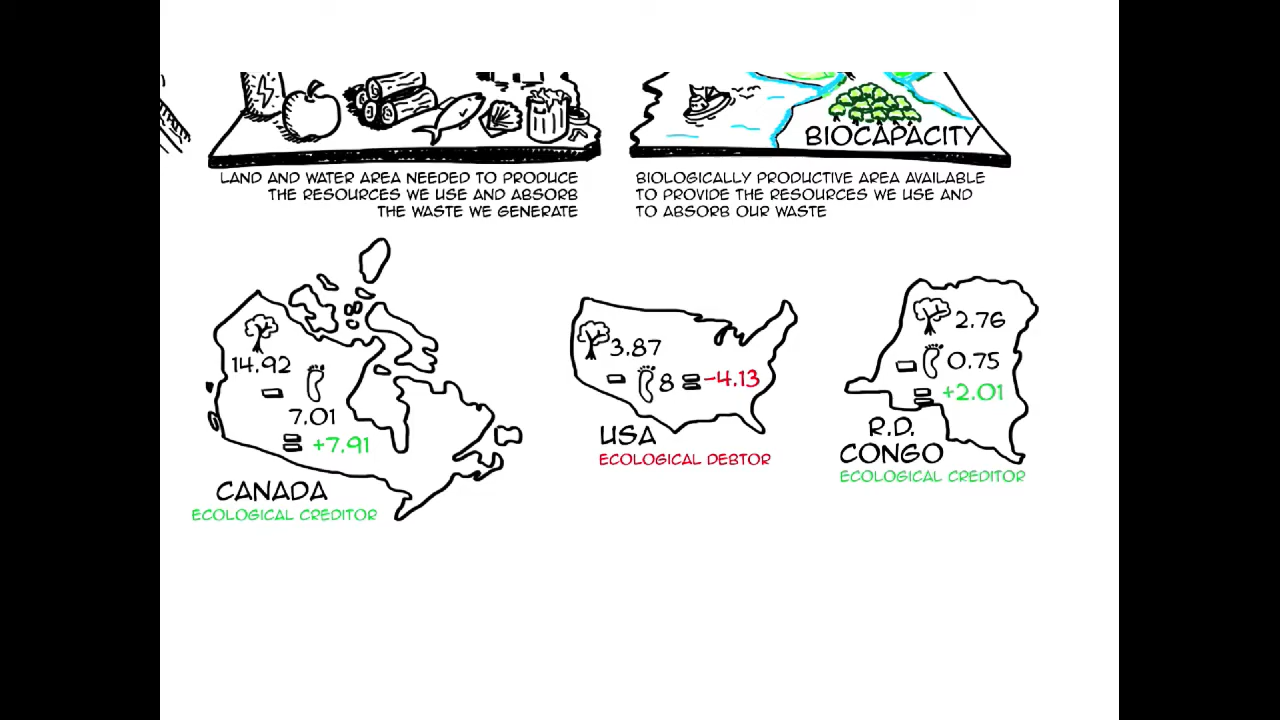 BIOCAPACITY
LAND AND WATER AREA NEEDED TO PRODUCE
THE RESOURCES WE USE AND ABSORB
THE WASTE WE GENERATE
BIOLOGICALLY PRODUCTIVE AREA AVAILABLE
TO PROVIDE THE RESOURCES WE USE AND
TO ABSORB OUR WASTE
14.92
-
7.01
= +7.91
CANADA
ECOLOGICAL CREDITOR
3.87
- 8 = -4.13
USA
ECOLOGICAL DEBTOR
2.76
- 0.75
= +2.01
R.D.
CONGO
ECOLOGICAL CREDITOR